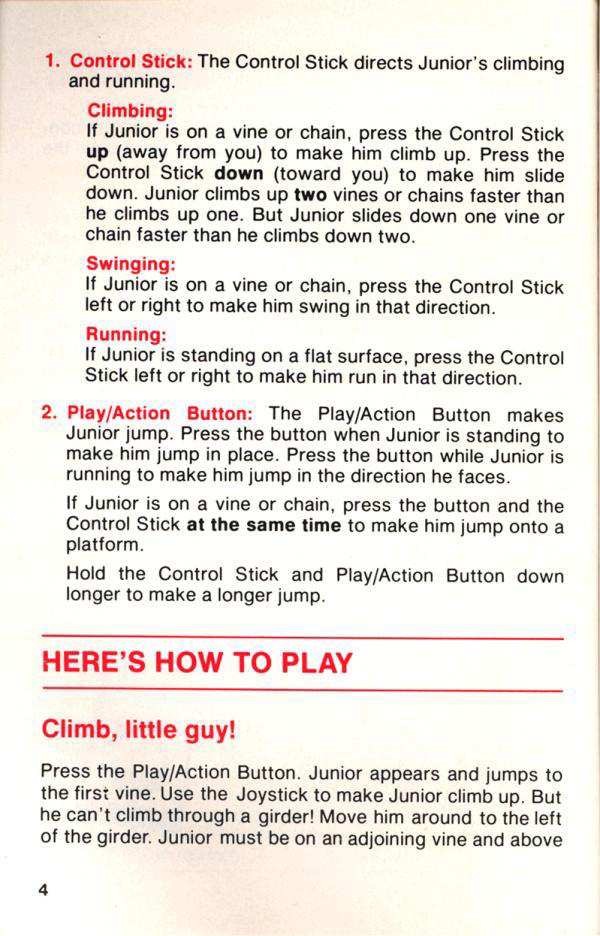 1. Control Stick: The Control Stick directs Junior's climbing
and running.
Climbing:
If Junior is on a vine or chain, press the Control Stick
up (away from you) to make him climb up. Press the
Control Stick down (toward you) to make him slide
down. Junior climbs up two vines or chains faster than
he climbs up one. But Junior slides down one vine or
chain faster than he climbs down two.
Swinging:
If Junior is on a vine or chain, press the Control Stick
left or right to make him swing in that direction.
Running:
If Junior is standing on a flat surface, press the Control
Stick left or right to make him run in that direction.
2. Play/Action Button: The Play/Action Button makes
Junior jump. Press the button when Junior is standing to
make him jump in place. Press the button while Junior is
running to make him jump in the direction he faces.
If Junior is on a vine or chain, press the button and the
Control Stick at the same time to make him jump onto a
platform.
Hold the Control Stick and Play/Action Button down
longer to make a longer jump.
HERE'S HOW TO PLAY
Climb, little guy!
Press the Play/Action Button. Junior appears and jumps to
the first vine. Use the Joystick to make Junior climb up. But
he can't climb through a girder! Move him around to the left
of the girder. Junior must be on an adjoining vine and above
4